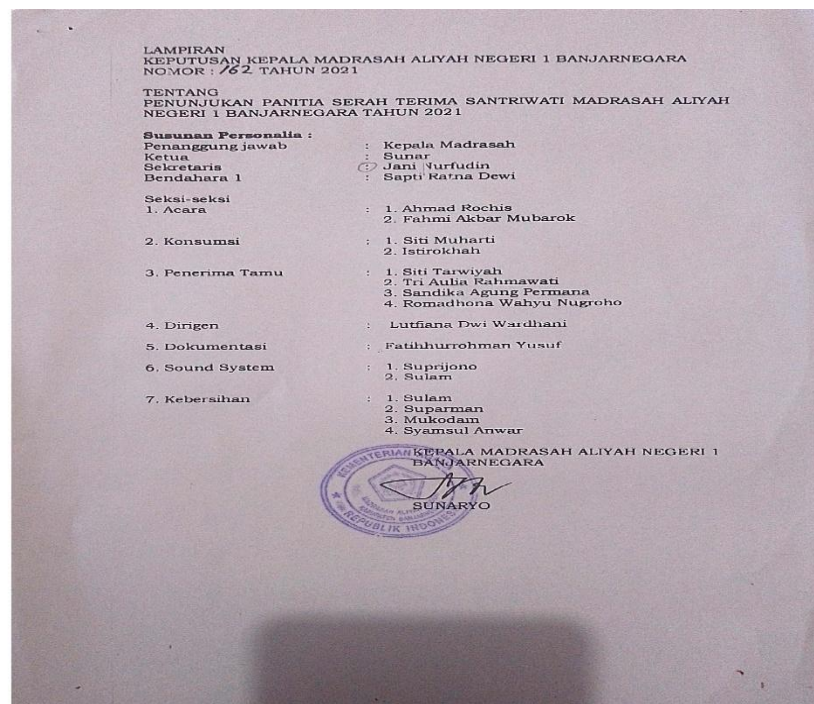 LAMPIRAN
KEPUTUSAN KEPALA MADRASAH ALIYAH NEGERI 1 BANJARNEGARA
NOMOR : 162 TAHUN 2021
TENTANG
PENUNJUKAN PANITIA SERAH TERIMA SANTRIWATI MADRASAH ALIYAH
NEGERI 1 BANJARNEGARA TAHUN 2021
Susunan Personalia :
Penanggung jawab : Kepala Madrasah
Ketua : Sunar
Sekretaris : Jani Nurfudin
Bendahara 1 : Sapti Ratna Dewi
Seksi-seksi
1. Acara : 1. Ahmad Rochis
2. Fahmi Akbar Mubarok
2. Konsumsi : 1. Siti Muharti
2. Istirokhah
3. Penerima Tamu : 1. Siti Tarwiyah
2. Tri Aulia Rahmawati
3. Sandika Agung Permana
4. Romadhona Wahyu Nugroho
4. Dirigen : Lutfiana Dwi Wardhani
5. Dokumentasi : Fatihhurrohman Yusuf
6. Sound System : 1. Suprijono
2. Sulam
7. Kebersihan : 1. Sulam
2. Suparman
3. Mukodam
4. Syamsul Anwar
KEPALA MADRASAH ALIYAH NEGERI 1
BANJARNEGARA
SUNARYO
KEMENTERIAN
REPUBLIK INDONESIA